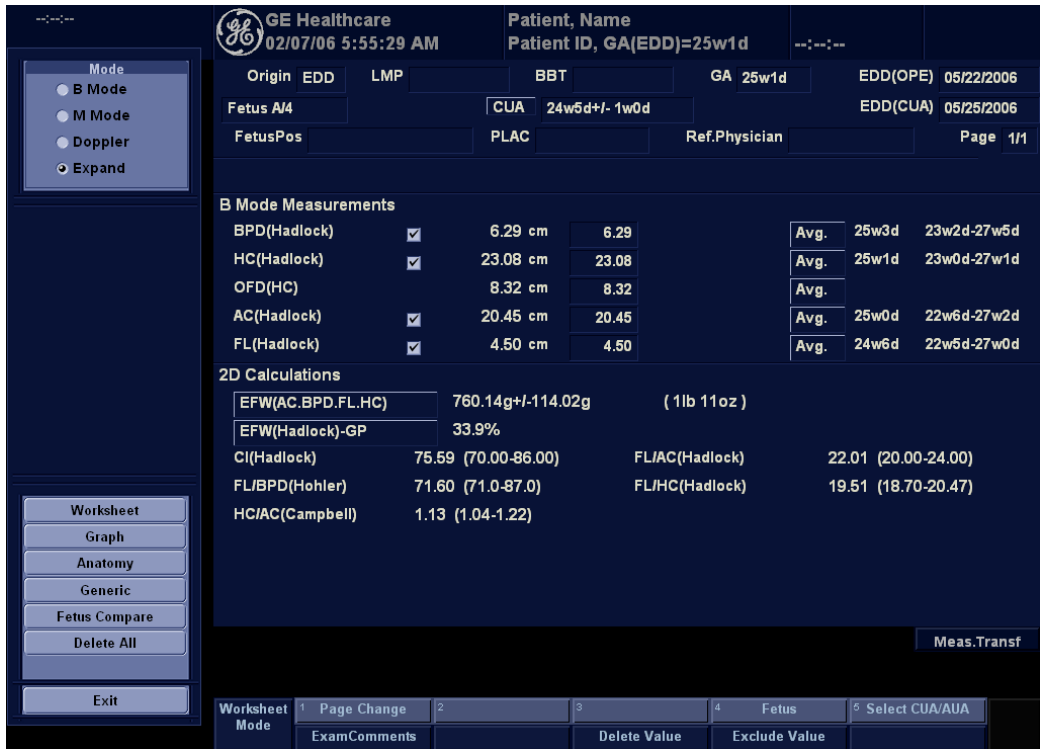 --:--:--
GE Healthcare
02/07/06 5:55:29 AM
Patient, Name
Patient ID, GA(EDD)=25w1d
--:--:--
Mode
B Mode
M Mode
Doppler
Expand
Origin EDD LMP BBT GA 25w1d EDD(OPE) 05/22/2006
Fetus A/4 CUA 24w5d+/- 1w0d EDD(CUA) 05/25/2006
FetusPos PLAC Ref.Physician Page 1/1
B Mode Measurements
BPD(Hadlock) 6.29 cm 6.29 Avg. 25w3d 23w2d-27w5d
HC(Hadlock) 23.08 cm 23.08 Avg. 25w1d 23w0d-27w1d
OFD(HC) 8.32 cm 8.32 Avg.
AC(Hadlock) 20.45 cm 20.45 Avg. 25w0d 22w6d-27w2d
FL(Hadlock) 4.50 cm 4.50 Avg. 24w6d 22w5d-27w0d
2D Calculations
EFW(AC.BPD.FL.HC) 760.14g+/-114.02g ( 1lb 11oz )
EFW(Hadlock)-GP 33.9%
CI(Hadlock) 75.59 (70.00-86.00) FL/AC(Hadlock) 22.01 (20.00-24.00)
FL/BPD(Hohler) 71.60 (71.0-87.0) FL/HC(Hadlock) 19.51 (18.70-20.47)
HC/AC(Campbell) 1.13 (1.04-1.22)
Worksheet
Graph
Anatomy
Generic
Fetus Compare
Delete All
Exit
Meas.Transf
Worksheet Mode
1 Page Change 2 3 4 Fetus 5 Select CUA/AUA
ExamComments Delete Value Exclude Value